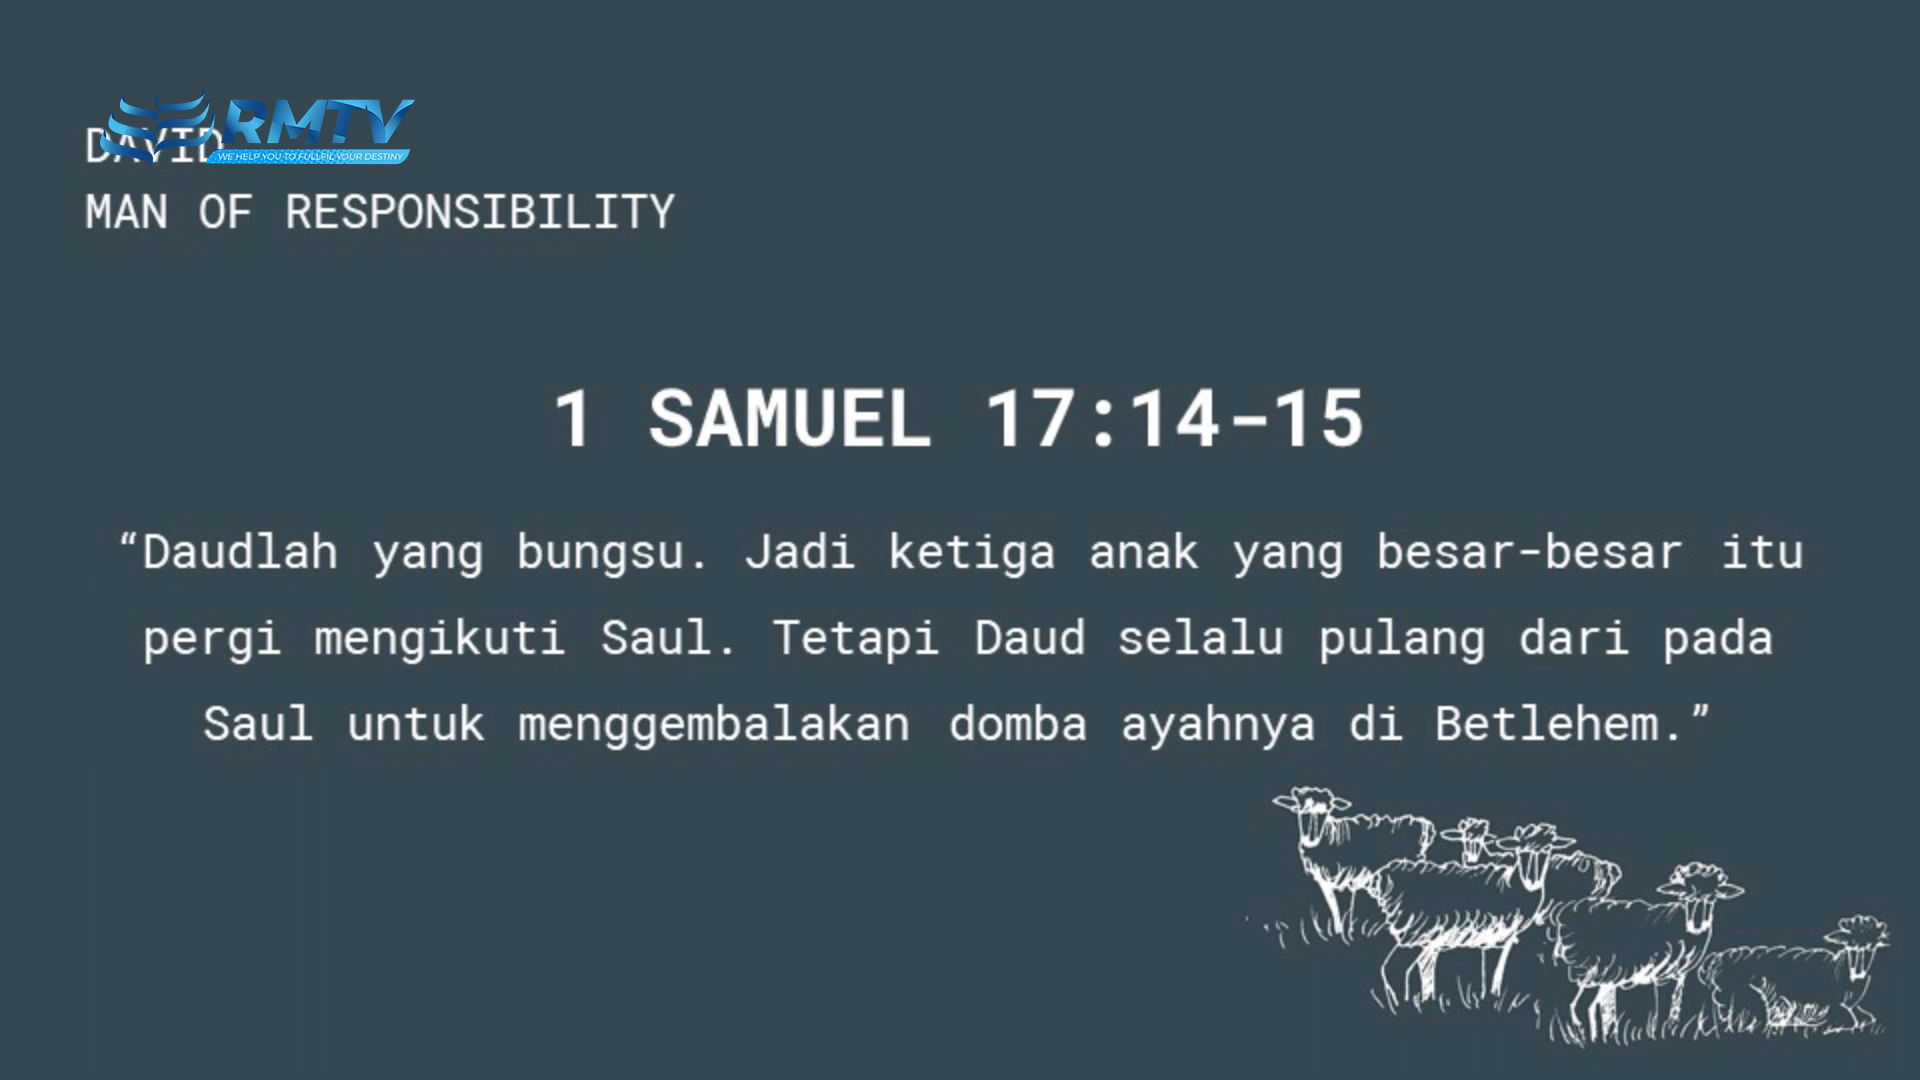 RMTV
WE HELP YOU TO FULLFIL YOUR DESTINY
DAVID
MAN OF RESPONSIBILITY
1 SAMUEL 17:14-15
“Daudlah yang bungsu. Jadi ketiga anak yang besar-besar itu
pergi mengikuti Saul. Tetapi Daud selalu pulang dari pada
Saul untuk menggembalakan domba ayahnya di Betlehem.”